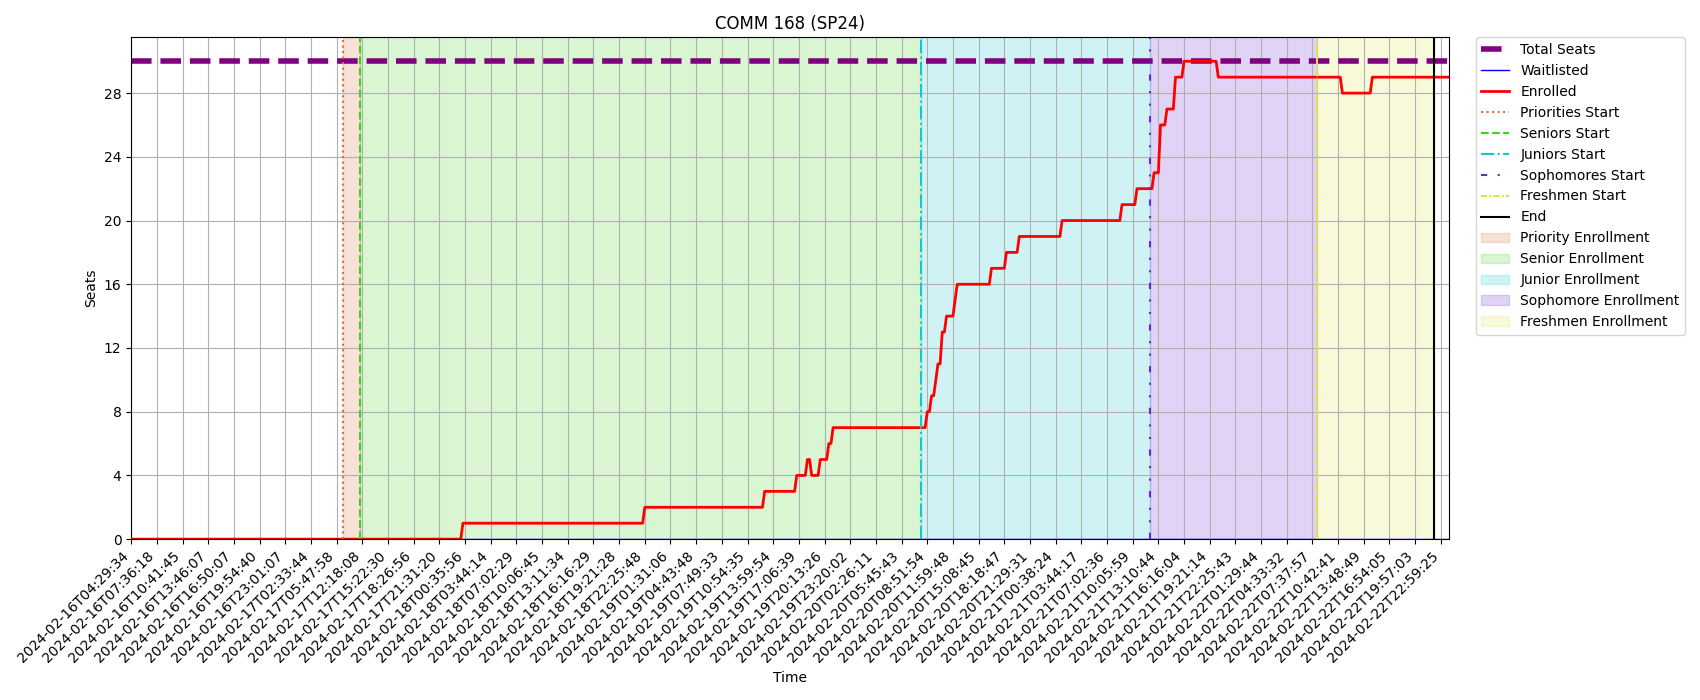 COMM 168 (SP24)
Seats
28
24
20
16
12
8
4
0
2024-02-16T04:29:34
2024-02-16T07:36:18
2024-02-16T10:41:45
2024-02-16T13:46:07
2024-02-16T16:50:07
2024-02-16T19:54:40
2024-02-16T23:01:07
2024-02-17T02:33:44
2024-02-17T05:47:58
2024-02-17T12:18:08
2024-02-17T15:22:30
2024-02-17T18:26:56
2024-02-17T21:31:20
2024-02-18T00:35:56
2024-02-18T03:44:14
2024-02-18T07:02:29
2024-02-18T10:06:45
2024-02-18T13:11:34
2024-02-18T16:16:29
2024-02-18T19:21:28
2024-02-18T22:25:48
2024-02-19T01:31:06
2024-02-19T04:43:48
2024-02-19T07:49:33
2024-02-19T10:54:35
2024-02-19T13:59:54
2024-02-19T17:06:39
2024-02-19T20:13:26
2024-02-19T23:20:02
2024-02-20T02:26:11
2024-02-20T05:45:43
2024-02-20T08:51:54
2024-02-20T11:59:48
2024-02-20T15:08:45
2024-02-20T18:18:47
2024-02-20T21:29:31
2024-02-21T00:38:24
2024-02-21T03:44:17
2024-02-21T07:02:36
2024-02-21T10:05:59
2024-02-21T13:10:44
2024-02-21T16:16:04
2024-02-21T19:21:14
2024-02-21T22:25:43
2024-02-22T01:29:44
2024-02-22T04:33:32
2024-02-22T07:37:57
2024-02-22T10:42:41
2024-02-22T13:48:49
2024-02-22T16:54:05
2024-02-22T19:57:03
2024-02-22T22:59:25
Time
Total Seats
Waitlisted
Enrolled
Priorities Start
Seniors Start
Juniors Start
Sophomores Start
Freshmen Start
End
Priority Enrollment
Senior Enrollment
Junior Enrollment
Sophomore Enrollment
Freshmen Enrollment